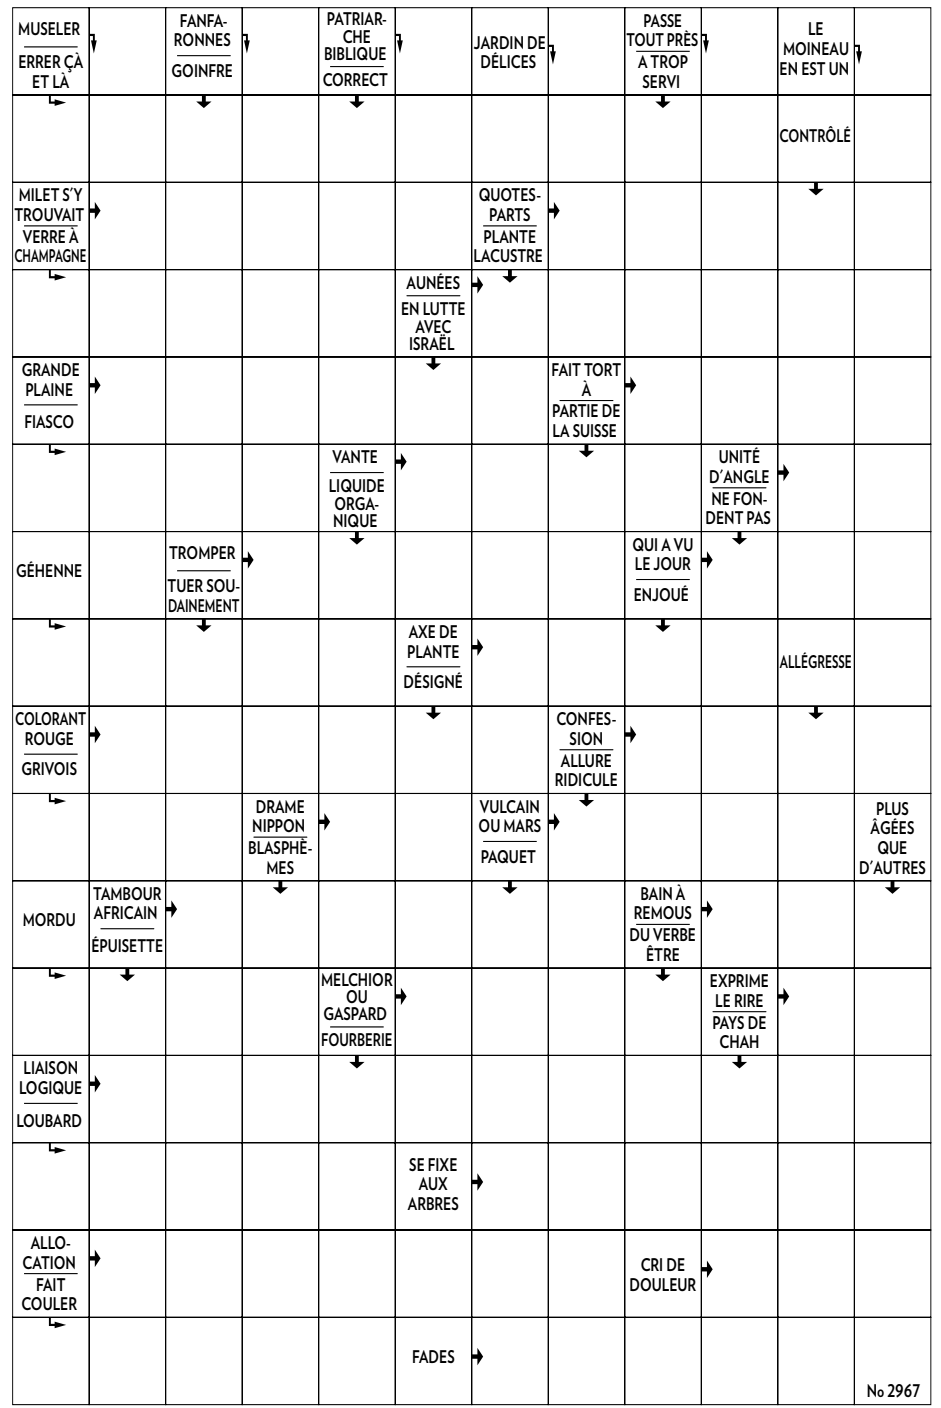 MUSELER
ERRER ÇÀ
ET LÀ
FANFA-
RONNES
GOINFRE
PATRIAR-
CHE
BIBLIQUE
CORRECT
JARDIN DE
DÉLICES
PASSE
TOUT PRÈS
A TROP
SERVI
LE
MOINEAU
EN EST UN
CONTRÔLÉ
MILET S'Y
TROUVAIT
VERRE À
CHAMPAGNE
QUOTES-
PARTS
PLANTE
LACUSTRE
AUNÉES
EN LUTTE
AVEC
ISRAËL
GRANDE
PLAINE
FIASCO
FAIT TORT
À
PARTIE DE
LA SUISSE
VANTE
LIQUIDE
ORGA-
NIQUE
UNITÉ
D'ANGLE
NE FON-
DENT PAS
GÉHENNE
TROMPER
TUER SOU-
DAINEMENT
QUI A VU
LE JOUR
ENJOUÉ
AXE DE
PLANTE
DÉSIGNÉ
ALLÉGRESSE
COLORANT
ROUGE
GRIVOIS
CONFES-
SION
ALLURE
RIDICULE
DRAME
NIPPON
BLASPHÈ-
MES
VULCAIN
OU MARS
PAQUET
PLUS
ÂGÉES
QUE
D'AUTRES
MORDU
TAMBOUR
AFRICAIN
ÉPUISETTE
BAIN À
REMOUS
DU VERBE
ÊTRE
MELCHIOR
OU
GASPARD
FOURBERIE
EXPRIME
LE RIRE
PAYS DE
CHAH
LIAISON
LOGIQUE
LOUBARD
SE FIXE
AUX
ARBRES
ALLO-
CATION
FAIT
COULER
CRI DE
DOULEUR
FADES
No 2967